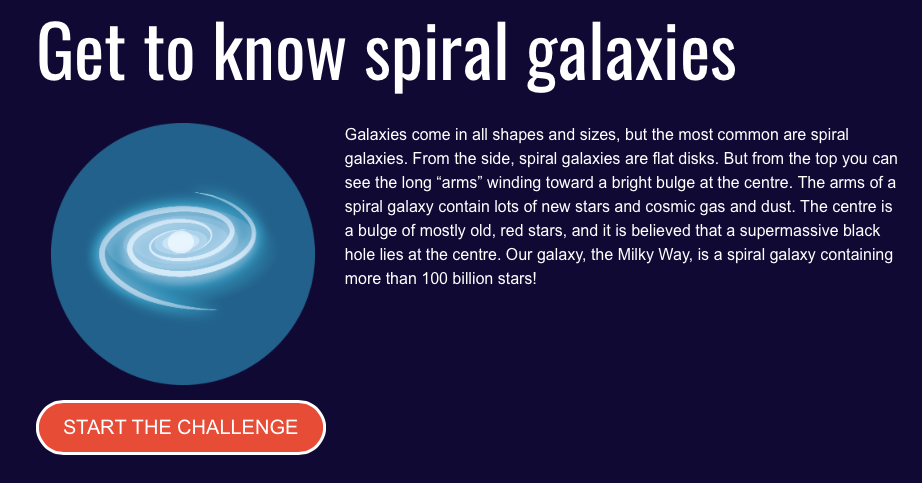 Get to know spiral galaxies
Galaxies come in all shapes and sizes, but the most common are spiral
galaxies. From the side, spiral galaxies are flat disks. But from the top you can
see the long “arms” winding toward a bright bulge at the centre. The arms of a
spiral galaxy contain lots of new stars and cosmic gas and dust. The centre is
a bulge of mostly old, red stars, and it is believed that a supermassive black
hole lies at the centre. Our galaxy, the Milky Way, is a spiral galaxy containing
more than 100 billion stars!
START THE CHALLENGE